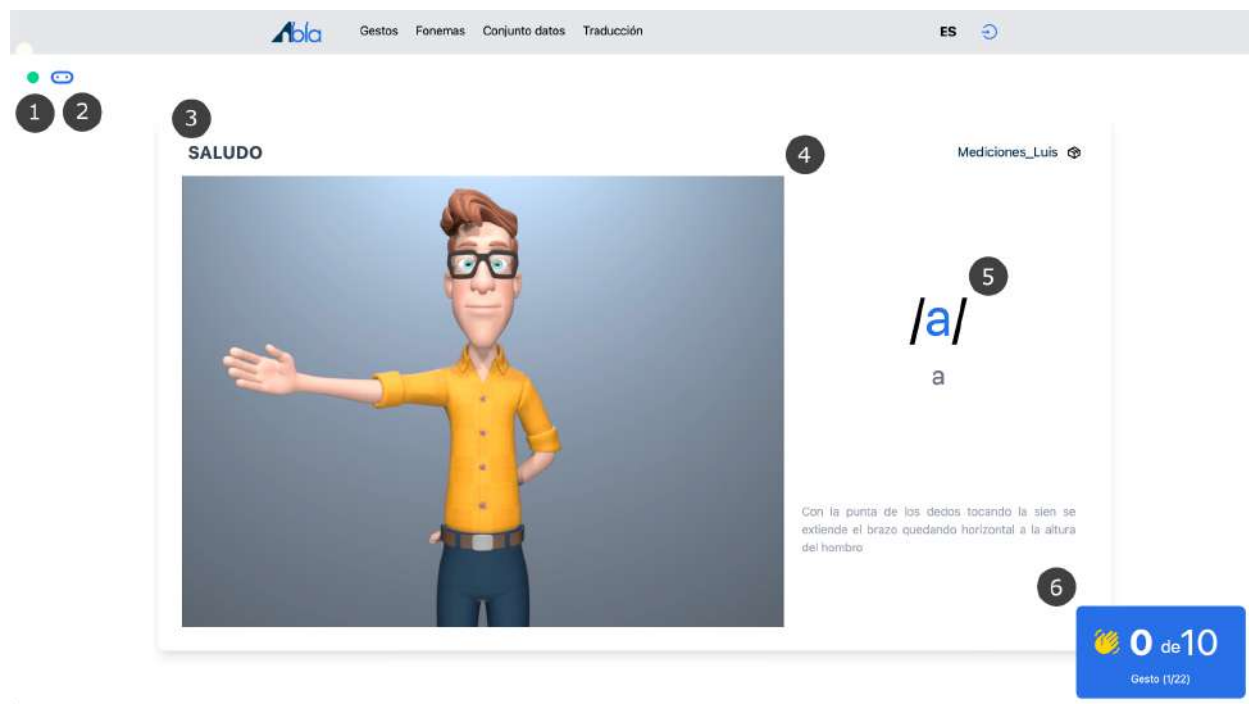 Abla Gestos Fonemas Conjunto datos Traducción ES
1 2
3
4
SALUDO
Mediciones_Luis
5
/a/
a
Con la punta de los dedos tocando la sien se
extiende el brazo quedando horizontal a la altura
del hombro
6
0 de 10
Gesto (1/22)